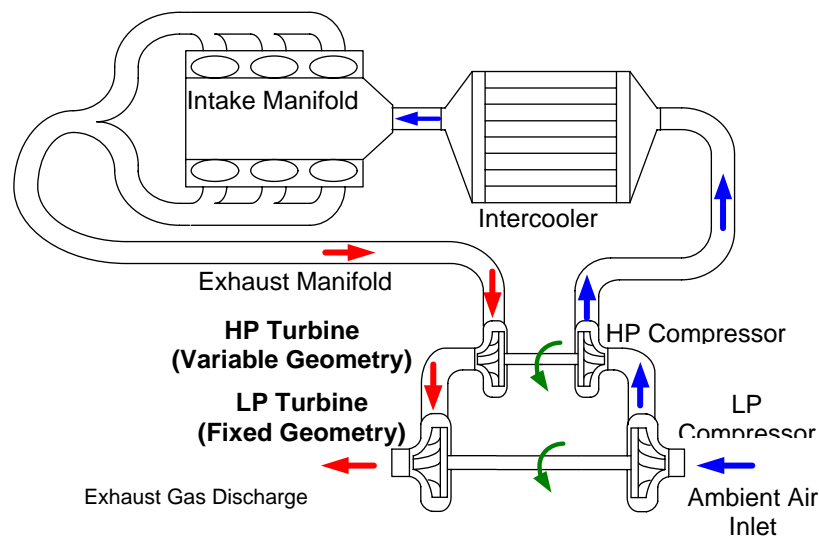 Intake Manifold
Intercooler
Exhaust Manifold
HP Turbine
(Variable Geometry)
HP Compressor
LP Turbine
(Fixed Geometry)
LP
Compressor
Exhaust Gas Discharge
Ambient Air
Inlet